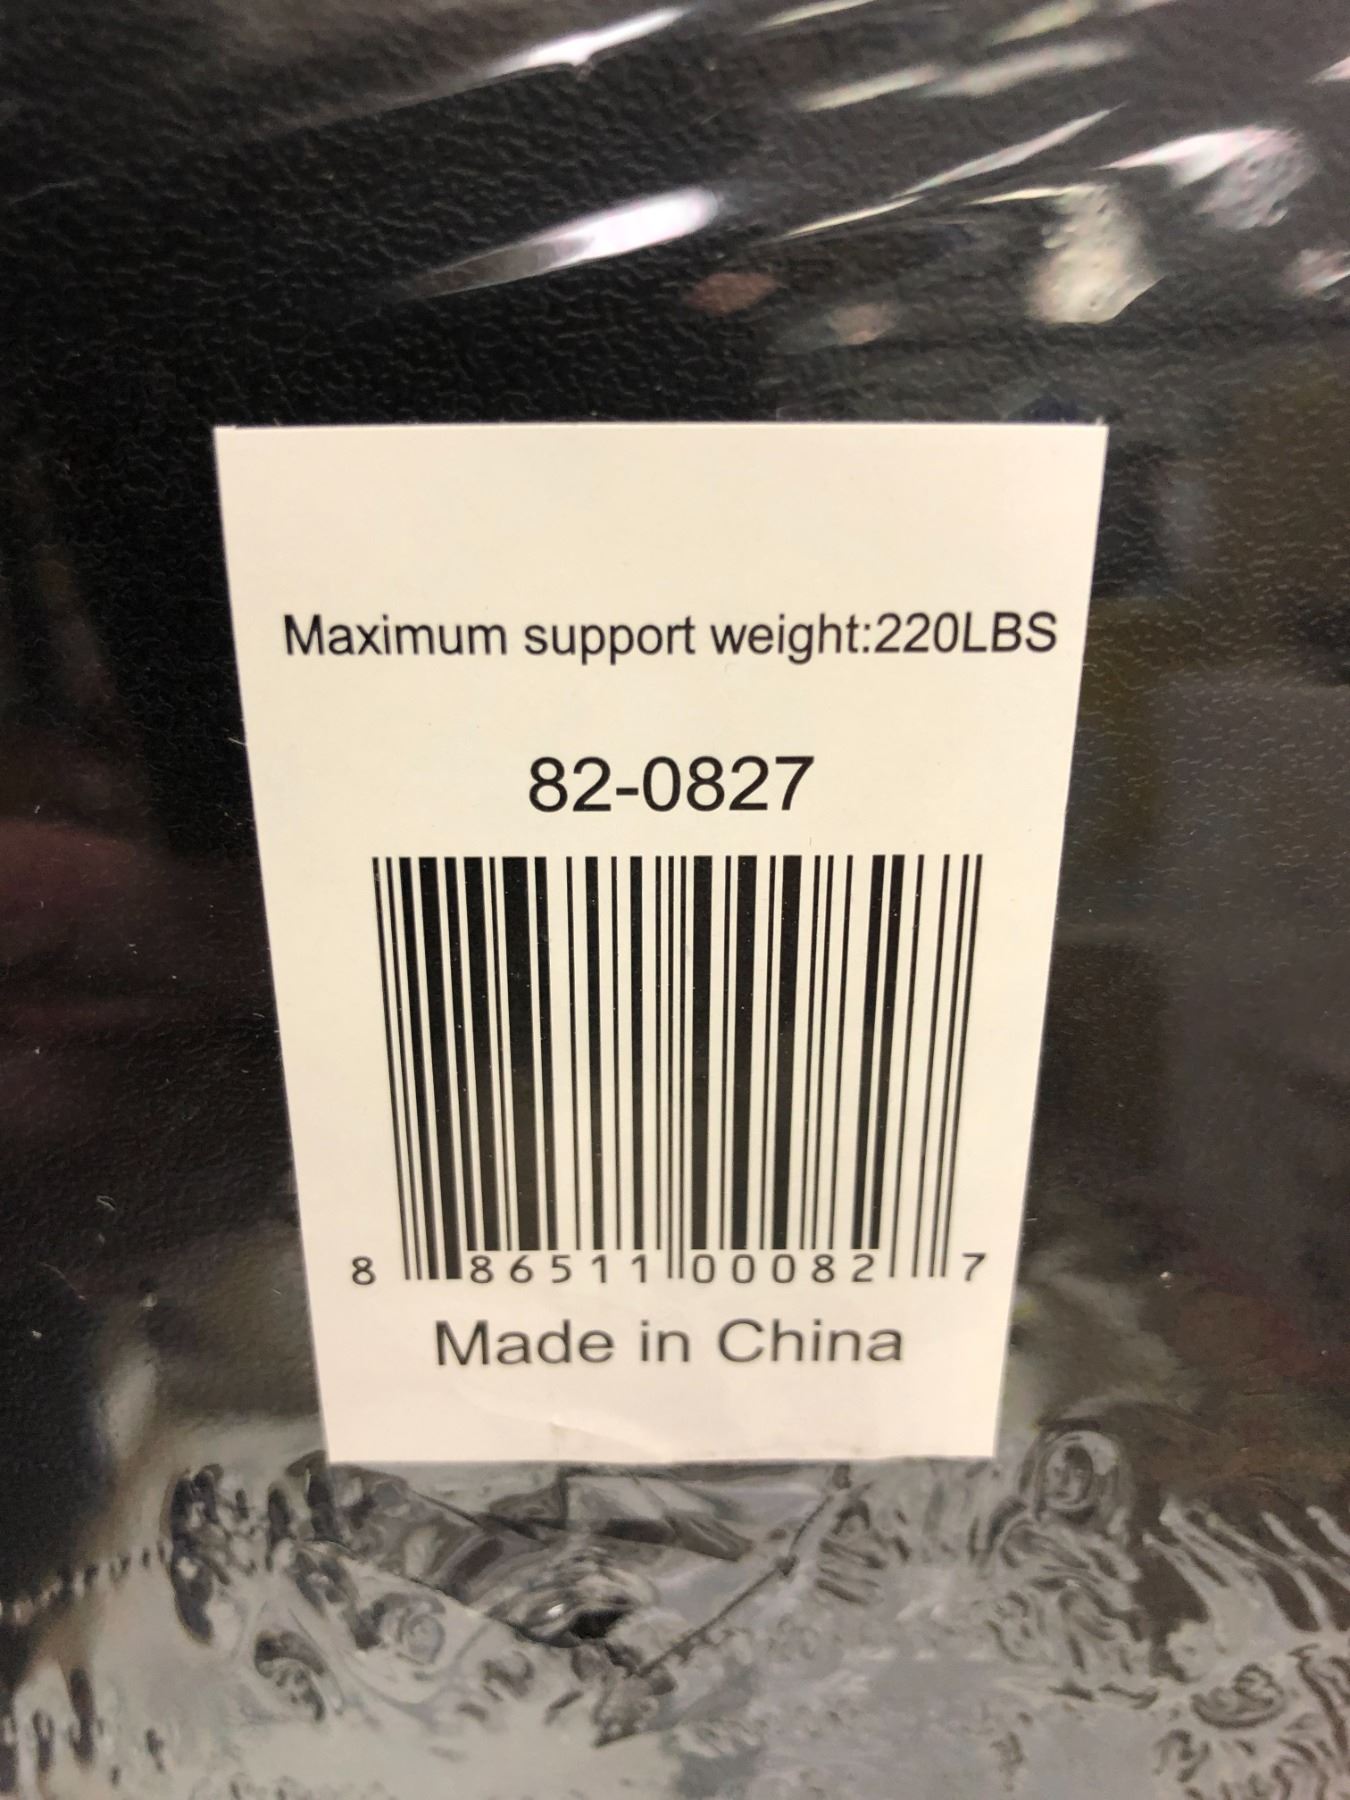 Maximum support weight:220LBS
82-0827
8 86511 00082 7
Made in China